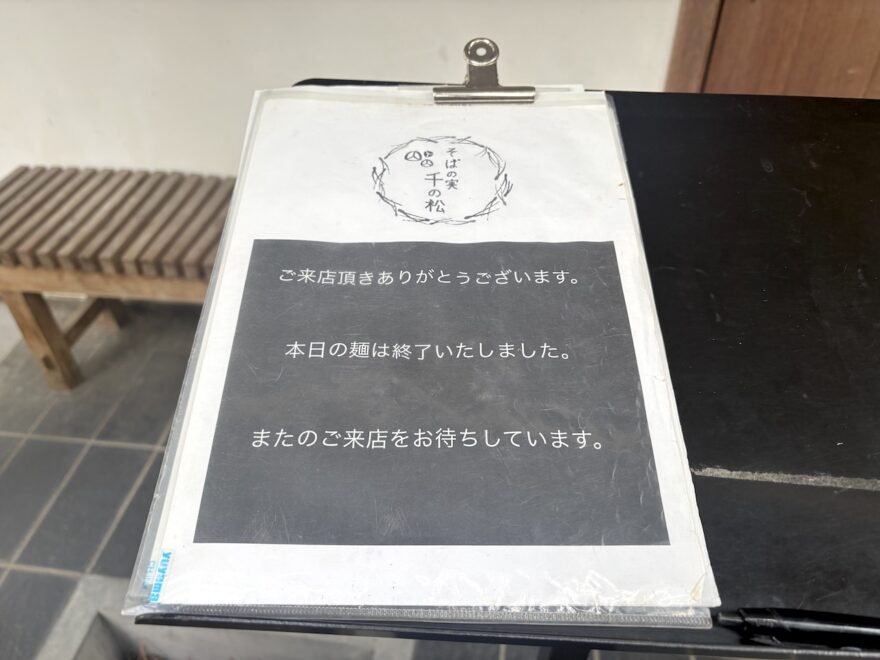 そばの実
千の松
ご来店頂きありがとうございます。
本日の麺は終了いたしました。
またのご来店をお待ちしています。